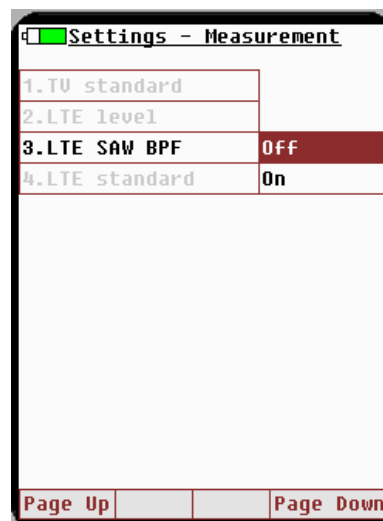 Settings - Measurement
1.TV standard
2.LTE level
3.LTE SAW BPF Off
4.LTE standard On
Page Up Page Down